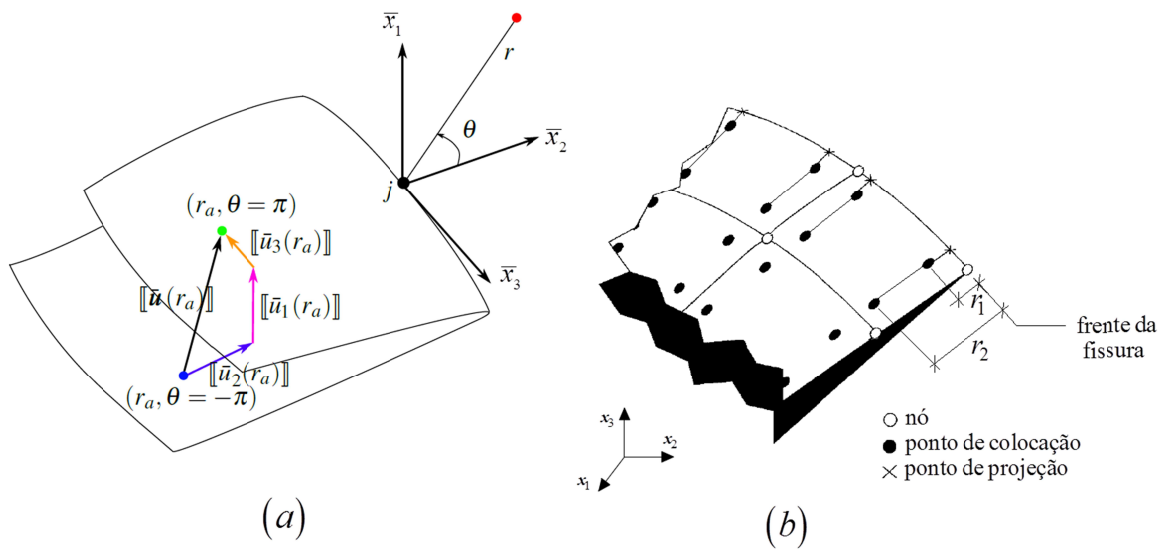 x̄₁
r
θ
x̄₂
j
(rₐ, θ = π)
⟦ū₃(rₐ)⟧
x̄₃
⟦ū(rₐ)⟧
⟦ū₁(rₐ)⟧
⟦ū₂(rₐ)⟧
(rₐ, θ = −π)
(a)
r₁
r₂
frente da
fissura
nó
ponto de colocação
ponto de projeção
x₃
x₂
x₁
(b)